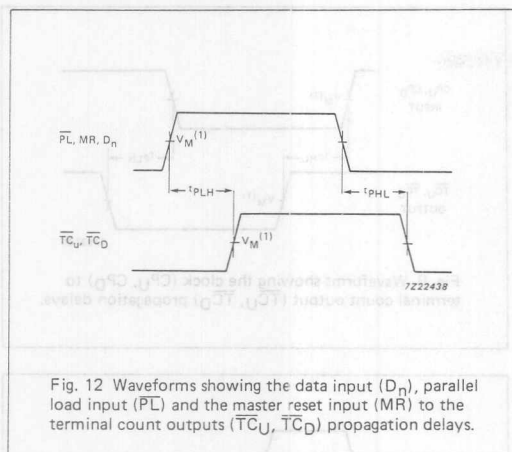 PL, MR, Dn
VM(1)
tPLH
tPHL
TCu, TCD
VM(1)
7Z22438
Fig. 12 Waveforms showing the data input (Dn), parallel
load input (PL) and the master reset input (MR) to the
terminal count outputs (TCU, TCD) propagation delays.